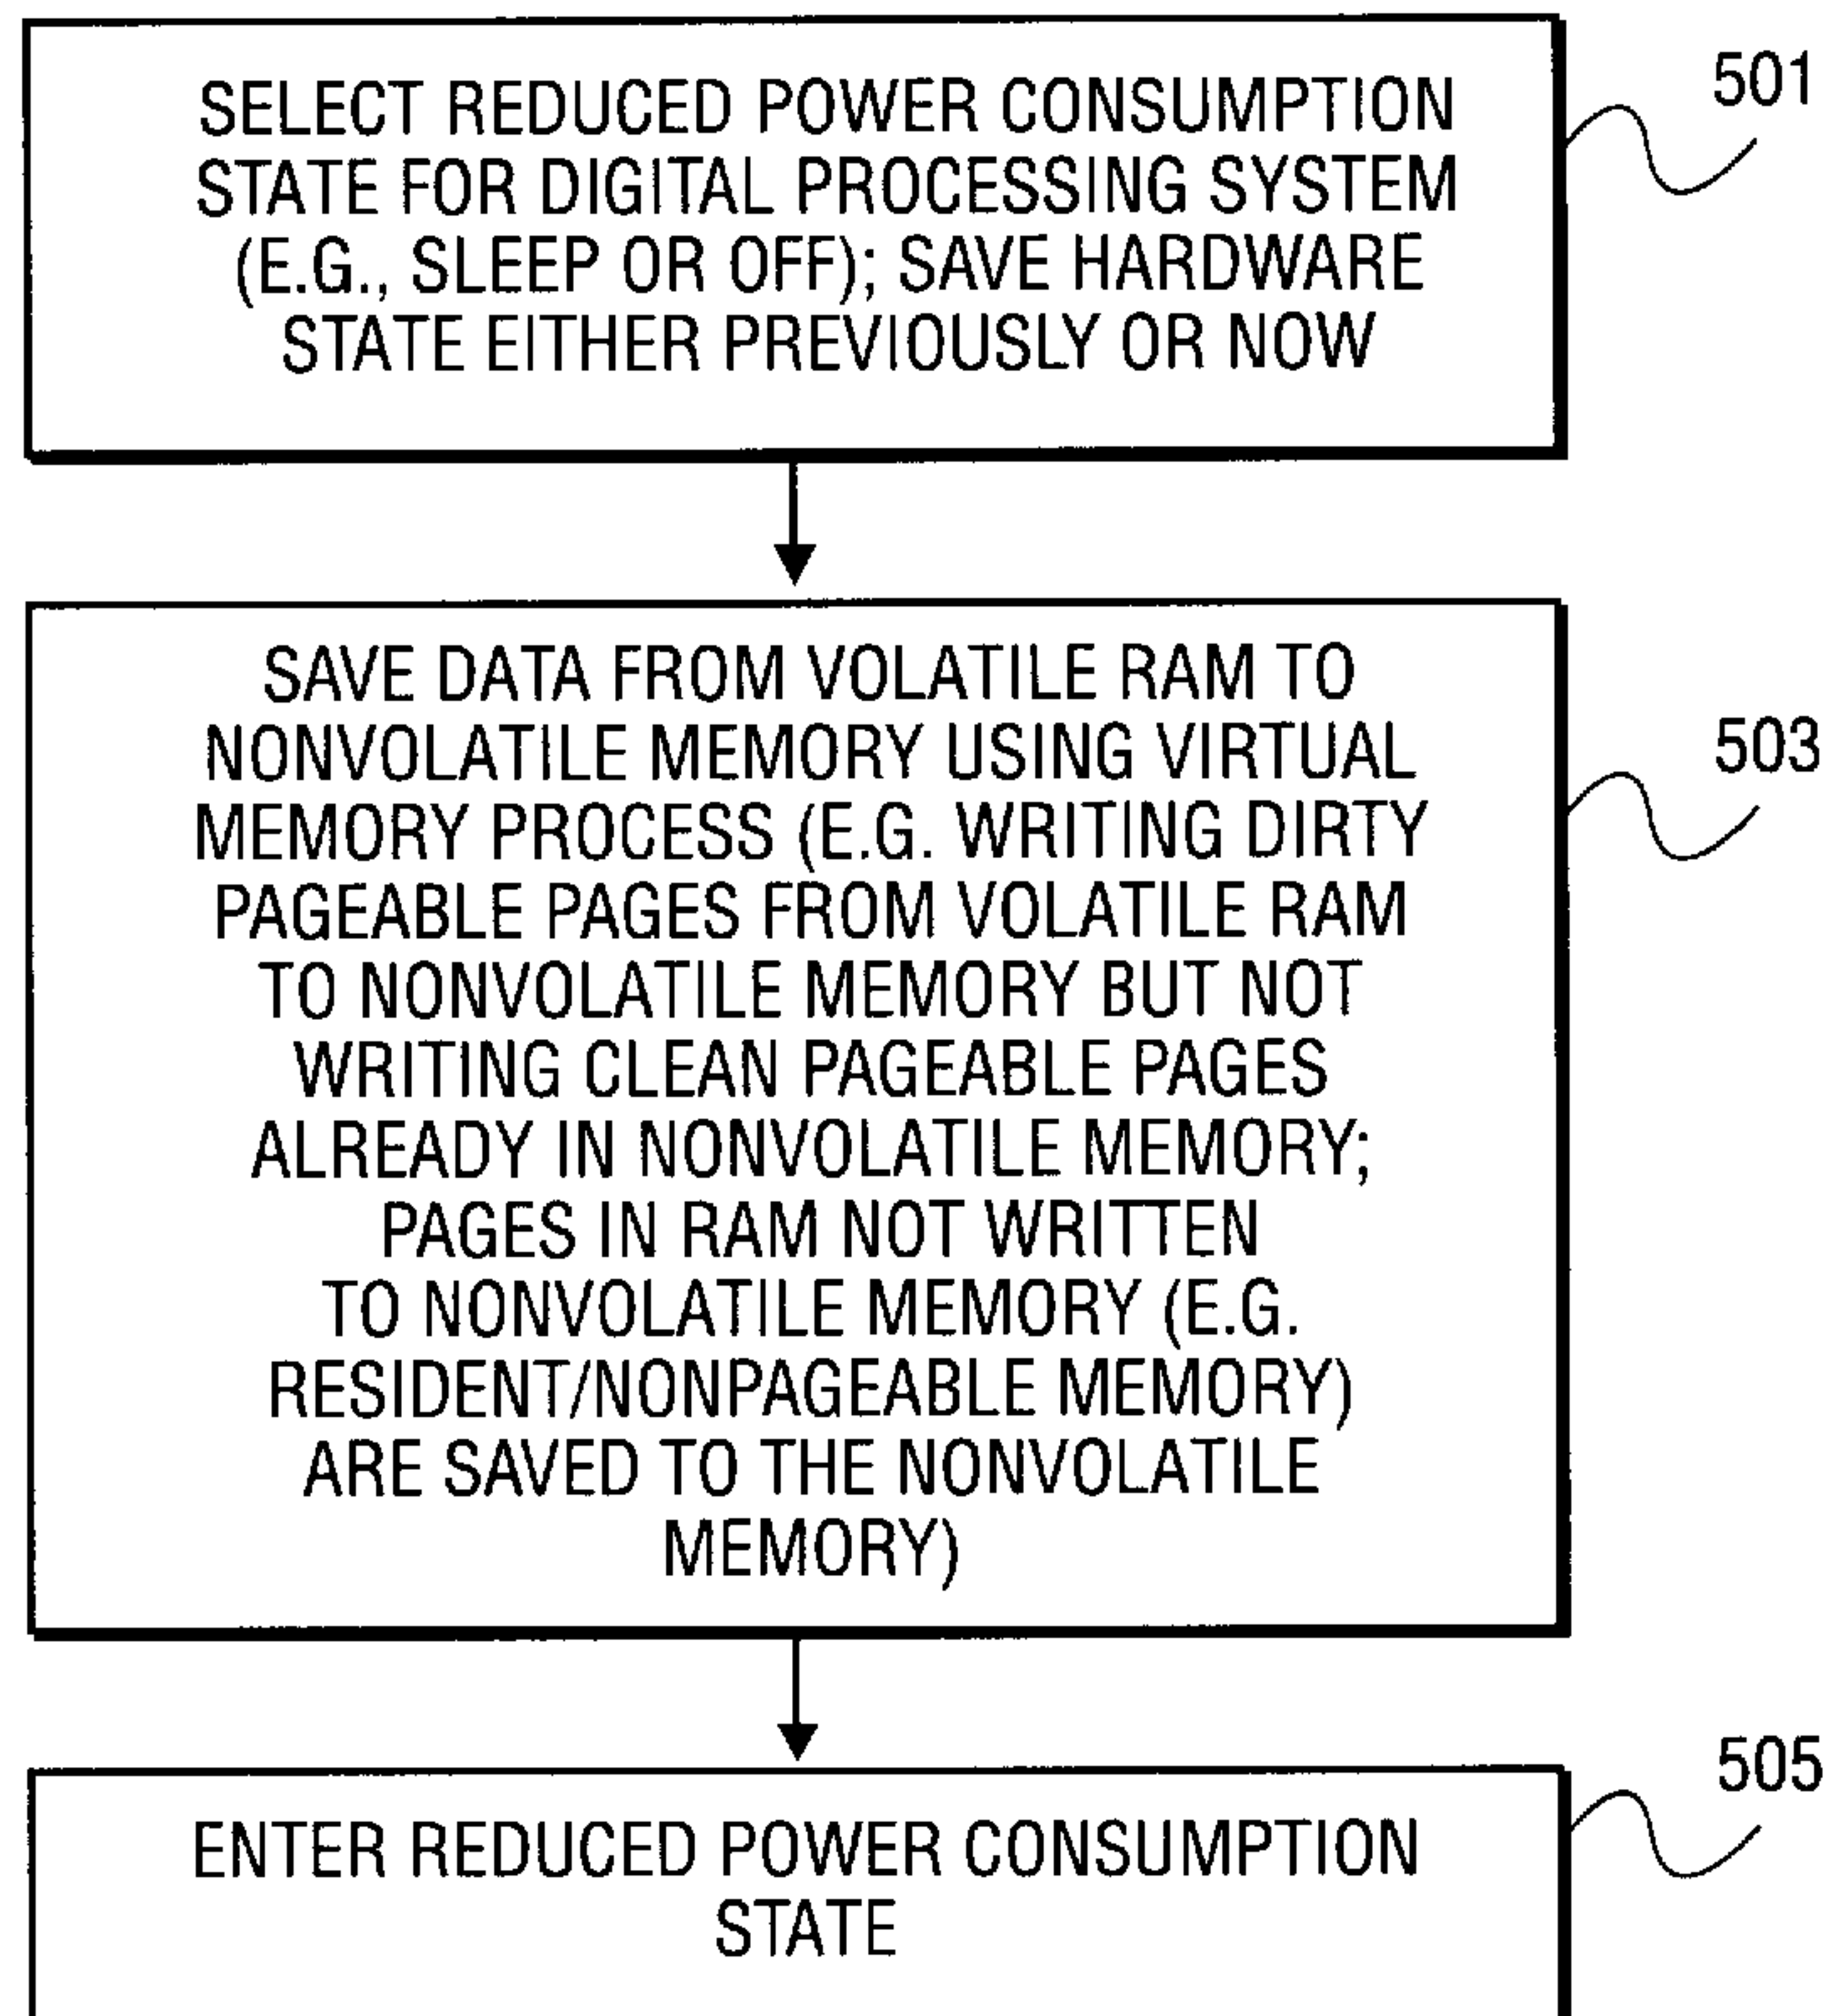 SELECT REDUCED POWER CONSUMPTION
STATE FOR DIGITAL PROCESSING SYSTEM
(E.G., SLEEP OR OFF); SAVE HARDWARE
STATE EITHER PREVIOUSLY OR NOW
501
SAVE DATA FROM VOLATILE RAM TO
NONVOLATILE MEMORY USING VIRTUAL
MEMORY PROCESS (E.G. WRITING DIRTY
PAGEABLE PAGES FROM VOLATILE RAM
TO NONVOLATILE MEMORY BUT NOT
WRITING CLEAN PAGEABLE PAGES
ALREADY IN NONVOLATILE MEMORY;
PAGES IN RAM NOT WRITTEN
TO NONVOLATILE MEMORY (E.G.
RESIDENT/NONPAGEABLE MEMORY)
ARE SAVED TO THE NONVOLATILE
MEMORY)
503
ENTER REDUCED POWER CONSUMPTION
STATE
505